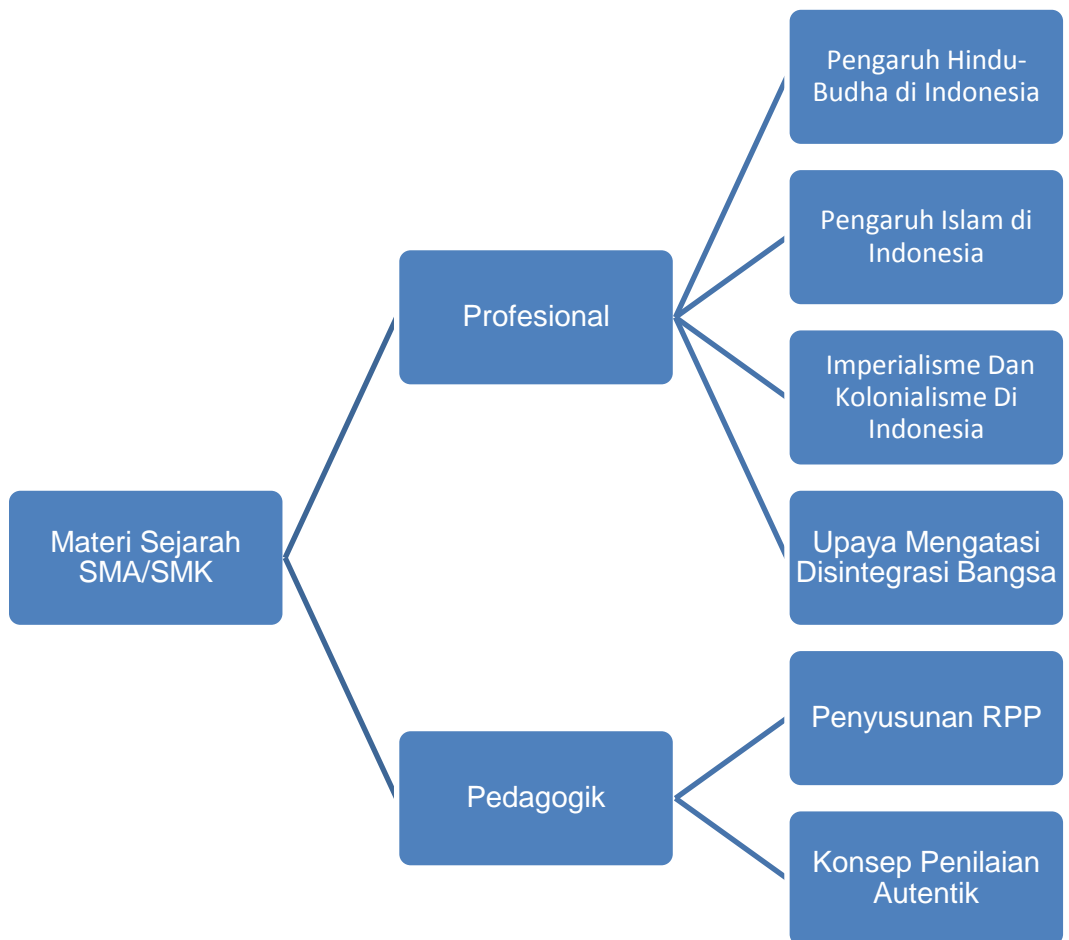 Materi Sejarah
SMA/SMK
Profesional
Pengaruh Hindu-
Budha di Indonesia
Pengaruh Islam di
Indonesia
Imperialisme Dan
Kolonialisme Di
Indonesia
Upaya Mengatasi
Disintegrasi Bangsa
Pedagogik
Penyusunan RPP
Konsep Penilaian
Autentik